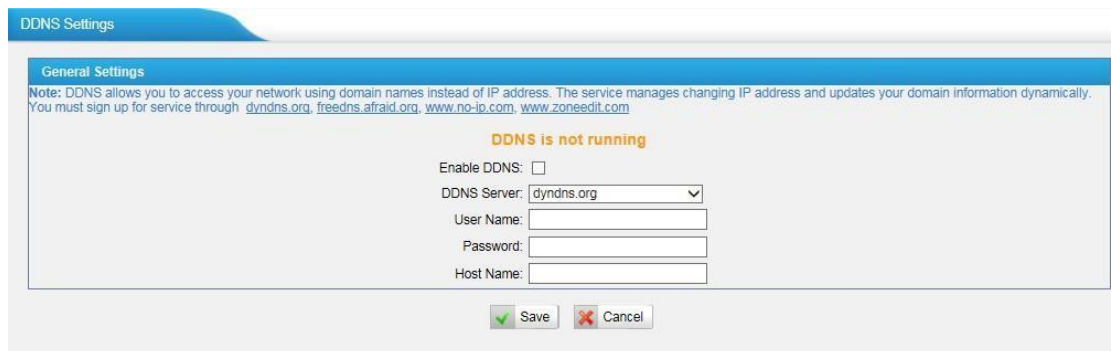 DDNS Settings
General Settings
Note: DDNS allows you to access your network using domain names instead of IP address. The service manages changing IP address and updates your domain information dynamically.
You must sign up for service through dyndns.org, freedns.afraid.org, www.no-ip.com, www.zoneedit.com
DDNS is not running
Enable DDNS:
DDNS Server: dyndns.org
User Name:
Password:
Host Name:
Save Cancel